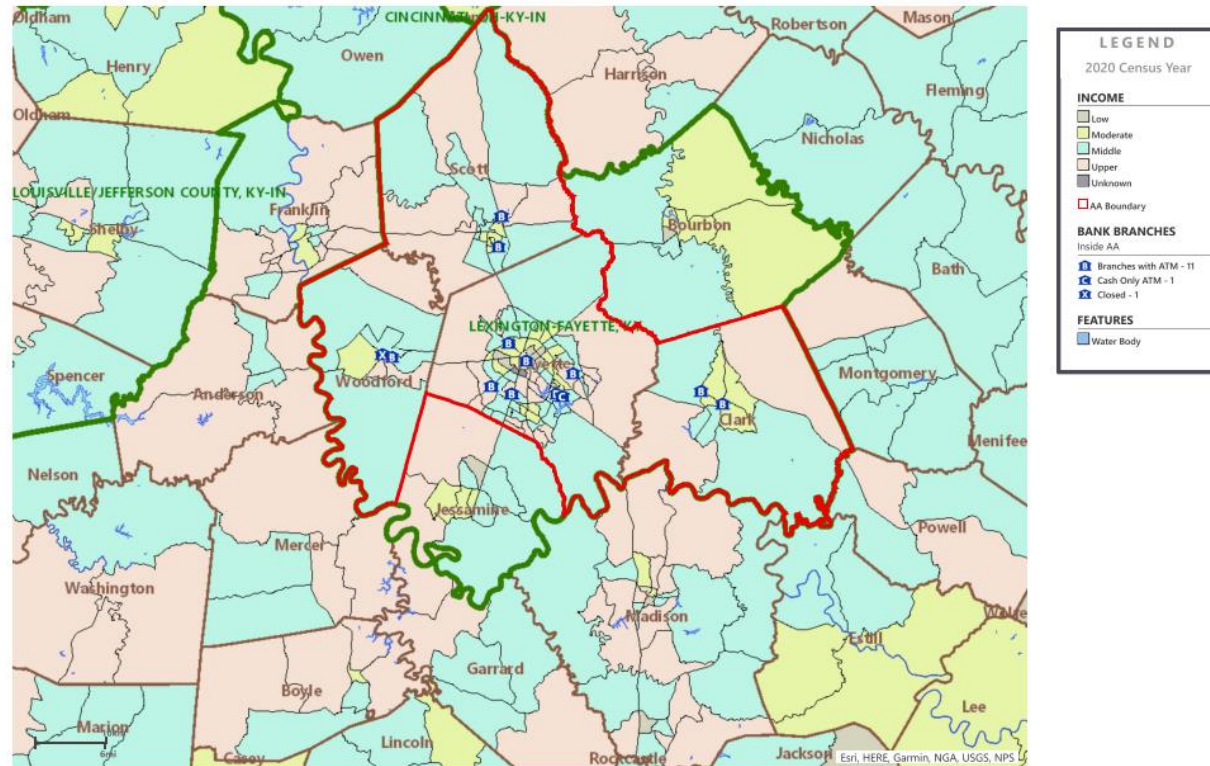 Oldham
CINCINNATI-OH-KY-IN
Mason
Robertson
Owen
Henry
Harrison
Fleming
Oldham
Nicholas
Scott
LOUISVILLE/JEFFERSON COUNTY, KY-IN
Franklin
Shelby
Bourbon
B
B
Bath
LEXINGTON-FAYETTE, KY
B
X B
B
Spencer
Woodford
B
Montgomery
Anderson
B
B
C
B
B
Clark
Menifee
Nelson
Jessamine
Powell
Mercer
Washington
Madison
Estill
Garrard
Boyle
Lee
Marion
Lincoln
6mi
Casey
Rockcastle
Jackson
Esri, HERE, Garmin, NGA, USGS, NPS
LEGEND
2020 Census Year
INCOME
Low
Moderate
Middle
Upper
Unknown
AA Boundary
BANK BRANCHES
Inside AA
B Branches with ATM - 11
C Cash Only ATM - 1
X Closed - 1
FEATURES
Water Body